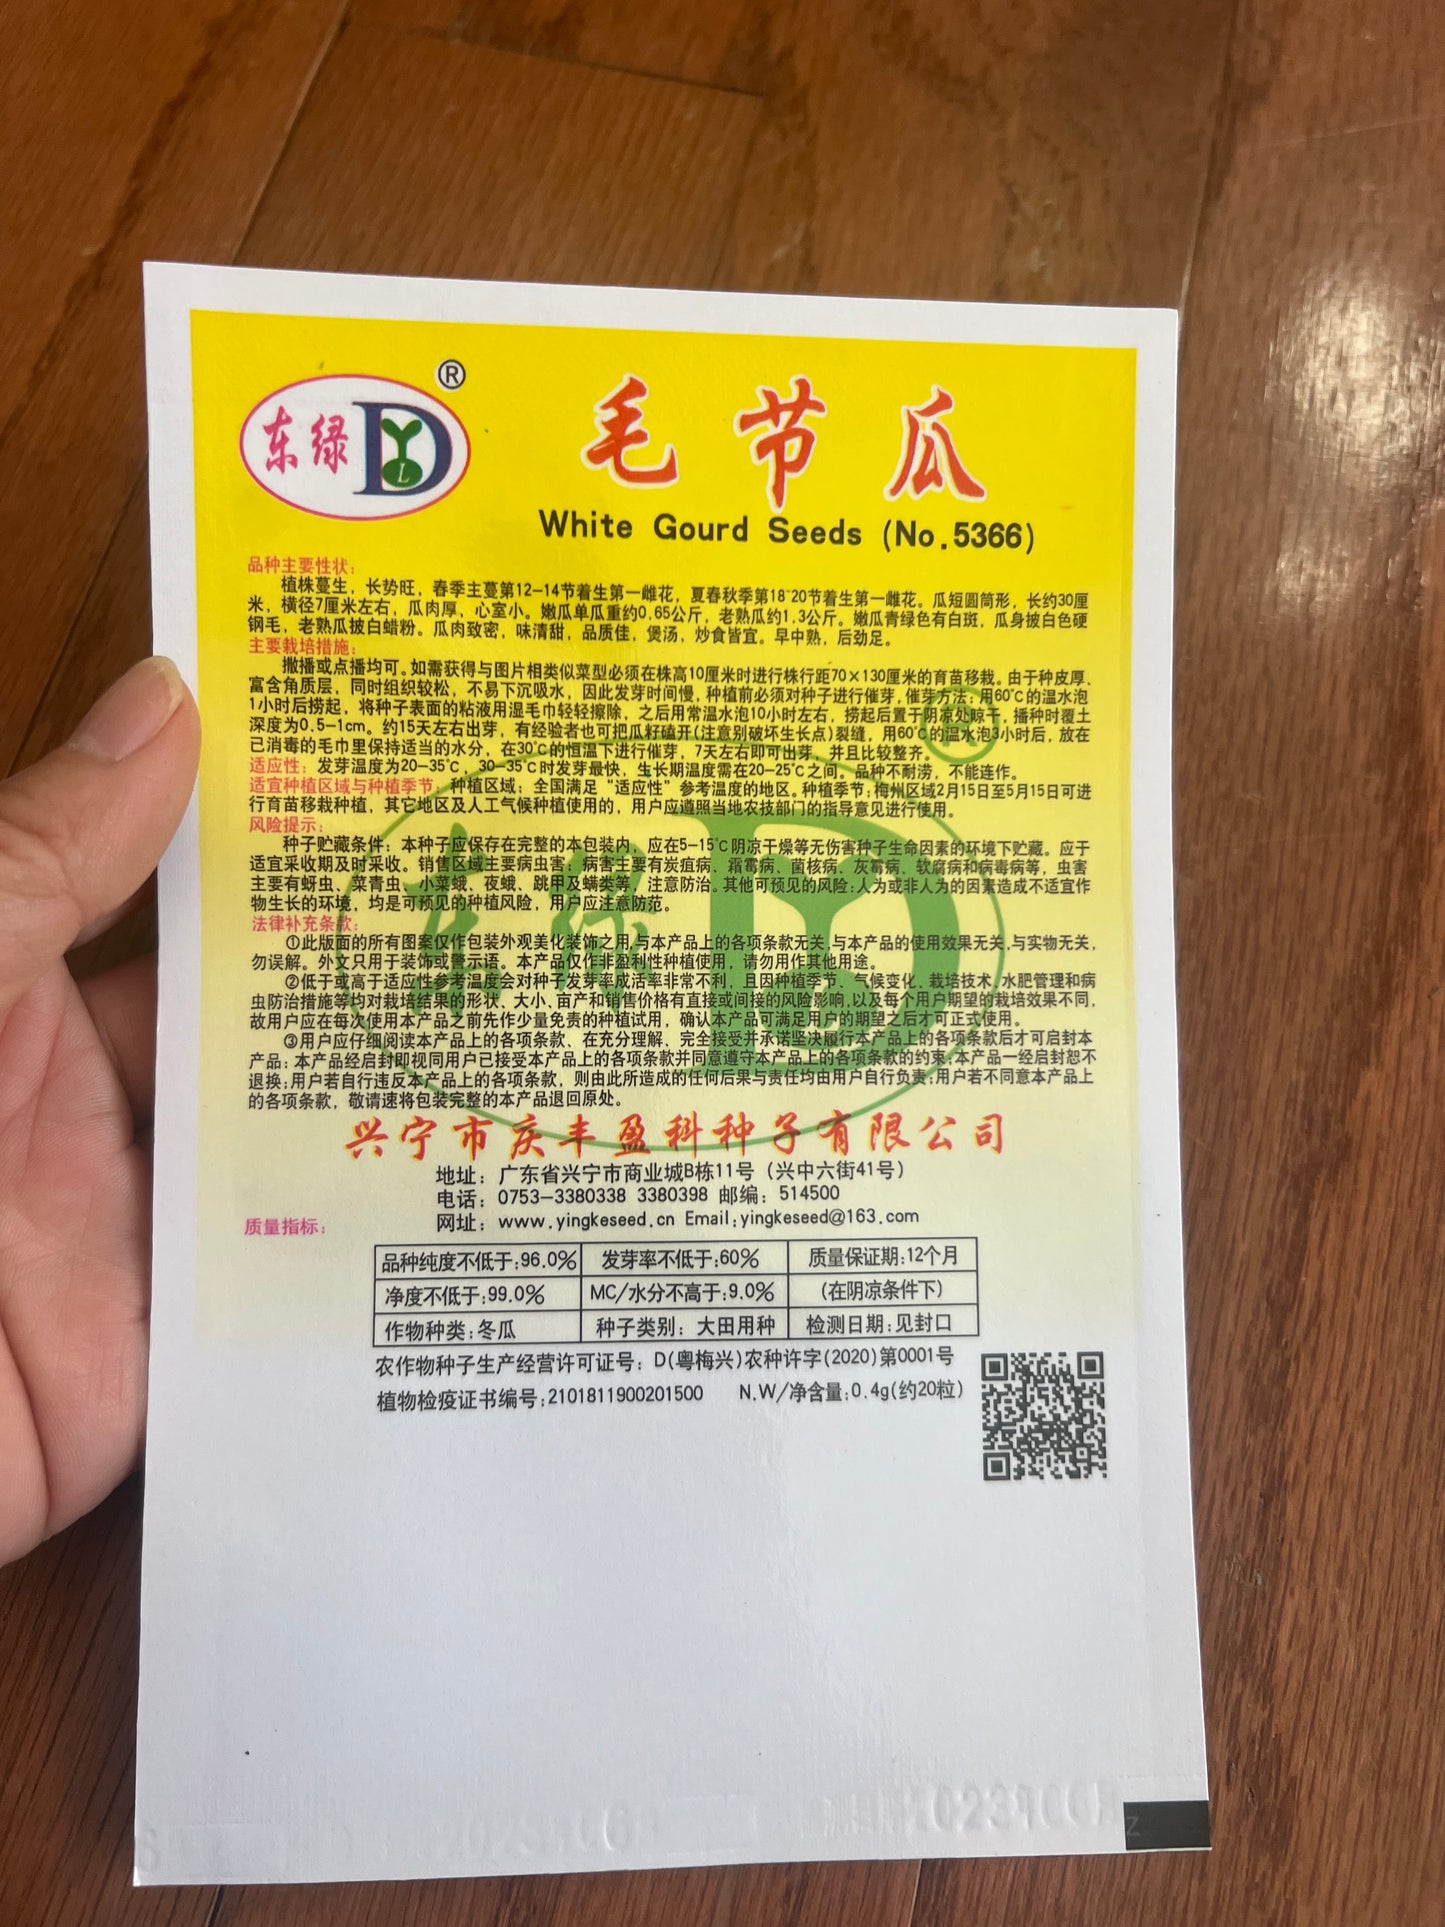 东绿
L
®
毛节瓜
White Gourd Seeds (No.5366)
品种主要性状:
植株蔓生，长势旺，春季主蔓第12-14节着生第一雌花，夏春秋季第18~20节着生第一雌花。瓜短圆筒形，长约30厘
米，横径7厘米左右，瓜肉厚，心室小。嫩瓜单瓜重约0.65公斤，老熟瓜约1.3公斤。嫩瓜青绿色有白斑，瓜身披白色硬
钢毛，老熟瓜披白蜡粉。瓜肉致密，味清甜，品质佳，煲汤，炒食皆宜。早中熟，后劲足。
主要栽培措施:
撒播或点播均可。如需获得与图片相类似菜型必须在株高10厘米时进行株行距70×130厘米的育苗移栽。由于种皮厚、
富含角质层，同时组织较松，不易下沉吸水，因此发芽时间慢，种植前必须对种子进行催芽，催芽方法：用60℃的温水泡
1小时后捞起，将种子表面的粘液用湿毛巾轻轻擦除，之后用常温水泡10小时左右，捞起后置于阴凉处晾干，播种时覆土
深度为0.5-1cm。约15天左右出芽，有经验者也可把瓜籽磕开(注意别破坏生长点)裂缝，用60℃的温水泡3小时后，放在
已消毒的毛巾里保持适当的水分，在30℃的恒温下进行催芽，7天左右即可出芽，并且比较整齐。
适应性：发芽温度为20-35℃，30-35℃时发芽最快，生长期温度需在20-25℃之间。品种不耐涝，不能连作。
适宜种植区域与种植季节：种植区域：全国满足“适应性”参考温度的地区。种植季节：梅州区域2月15日至5月15日可进
行育苗移栽种植，其它地区及人工气候种植使用的，用户应遵照当地农技部门的指导意见进行使用。
风险提示:
种子贮藏条件：本种子应保存在完整的本包装内，应在5-15℃阴凉干燥等无伤害种子生命因素的环境下贮藏。应于
适宜采收期及时采收。销售区域主要病虫害：病害主要有炭疽病、霜霉病、菌核病、灰霉病、软腐病和病毒病等，虫害
主要有蚜虫、菜青虫、小菜蛾、夜蛾、跳甲及螨类等，注意防治。其他可预见的风险：人为或非人为的因素造成不适宜作
物生长的环境，均是可预见的种植风险，用户应注意防范。
法律补充条款:
①此版面的所有图案仅作包装外观美化装饰之用，与本产品上的各项条款无关，与本产品的使用效果无关，与实物无关，
勿误解。外文只用于装饰或警示语。本产品仅作非盈利性种植使用，请勿用作其他用途。
②低于或高于适应性参考温度会对种子发芽率成活率非常不利，且因种植季节、气候变化、栽培技术、水肥管理和病
虫防治措施等均对栽培结果的形状、大小、亩产和销售价格有直接或间接的风险影响，以及每个用户期望的栽培效果不同，
故用户应在每次使用本产品之前先作少量免责的种植试用，确认本产品可满足用户的期望之后才可正式使用。
③用户应仔细阅读本产品上的各项条款、在充分理解、完全接受并承诺坚决履行本产品上的各项条款后才可启封本
产品；本产品经启封即视同用户已接受本产品上的各项条款并同意遵守本产品上的各项条款的约束；本产品一经启封恕不
退换；用户若自行违反本产品上的各项条款，则由此所造成的任何后果与责任均由用户自行负责；用户若不同意本产品上
的各项条款，敬请速将包装完整的本产品退回原处。
兴宁市庆丰盈科种子有限公司
地址：广东省兴宁市商业城B栋11号（兴中六街41号）
电话：0753-3380338 3380398 邮编：514500
网址：www.yingkeseed.cn Email:yingkeseed@163.com
质量指标:
品种纯度不低于:96.0% 发芽率不低于:60% 质量保证期:12个月
净度不低于:99.0% MC/水分不高于:9.0% (在阴凉条件下)
作物种类:冬瓜 种子类别：大田用种 检测日期:见封口
农作物种子生产经营许可证号：D(粤梅兴)农种许字(2020)第0001号
植物检疫证书编号:2101811900201500 N.W/净含量:0.4g(约20粒)